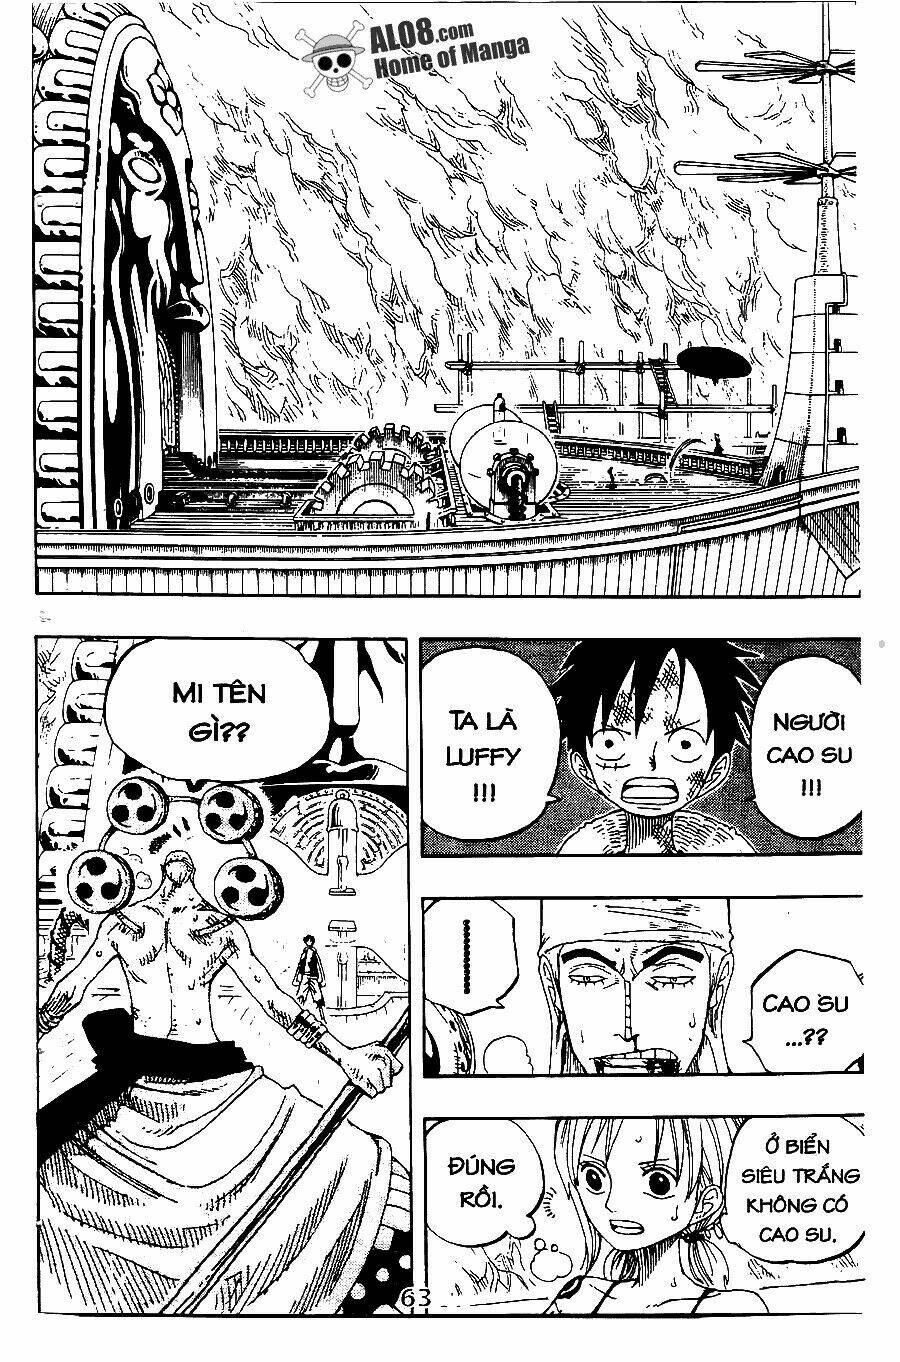 ALO8.com
Home of Manga
NGƯỜI
CAO SU
!!!
TA LÀ
LUFFY
!!!
MI TÊN
GÌ??
CAO SU
...??
Ở BIỂN
SIÊU TRẮNG
KHÔNG CÓ
CAO SU.
ĐÚNG
RỒI.
63